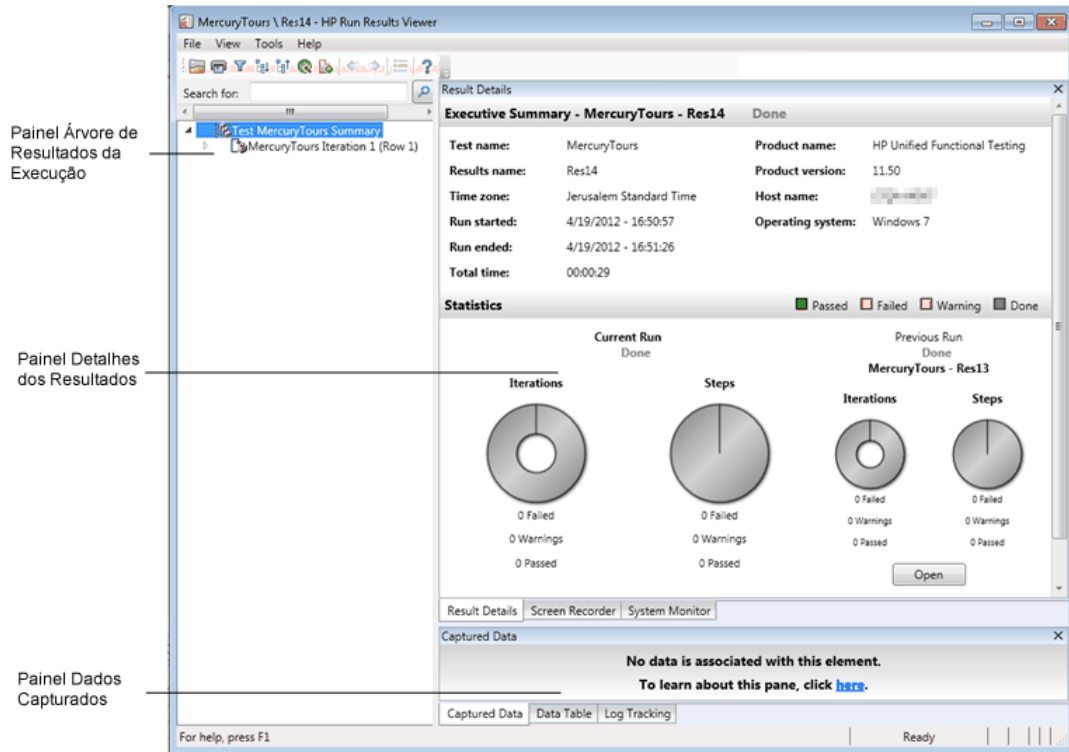 MercuryTours \ Res14 - HP Run Results Viewer
File View Tools Help
Search for:
Test MercuryTours Summary
MercuryTours Iteration 1 (Row 1)
Painel Árvore de
Resultados da
Execução
Result Details
Executive Summary - MercuryTours - Res14 Done
Test name: MercuryTours Product name: HP Unified Functional Testing
Results name: Res14 Product version: 11.50
Time zone: Jerusalem Standard Time Host name:
Run started: 4/19/2012 - 16:50:57 Operating system: Windows 7
Run ended: 4/19/2012 - 16:51:26
Total time: 00:00:29
Statistics Passed Failed Warning Done
Painel Detalhes
dos Resultados
Current Run
Done
Iterations Steps
0 Failed 0 Failed
0 Warnings 0 Warnings
0 Passed 0 Passed
Previous Run
Done
MercuryTours - Res13
Iterations Steps
0 Failed 0 Failed
0 Warnings 0 Warnings
0 Passed 0 Passed
Open
Result Details Screen Recorder System Monitor
Painel Dados
Capturados
Captured Data
No data is associated with this element.
To learn about this pane, click here.
Captured Data Data Table Log Tracking
For help, press F1 Ready